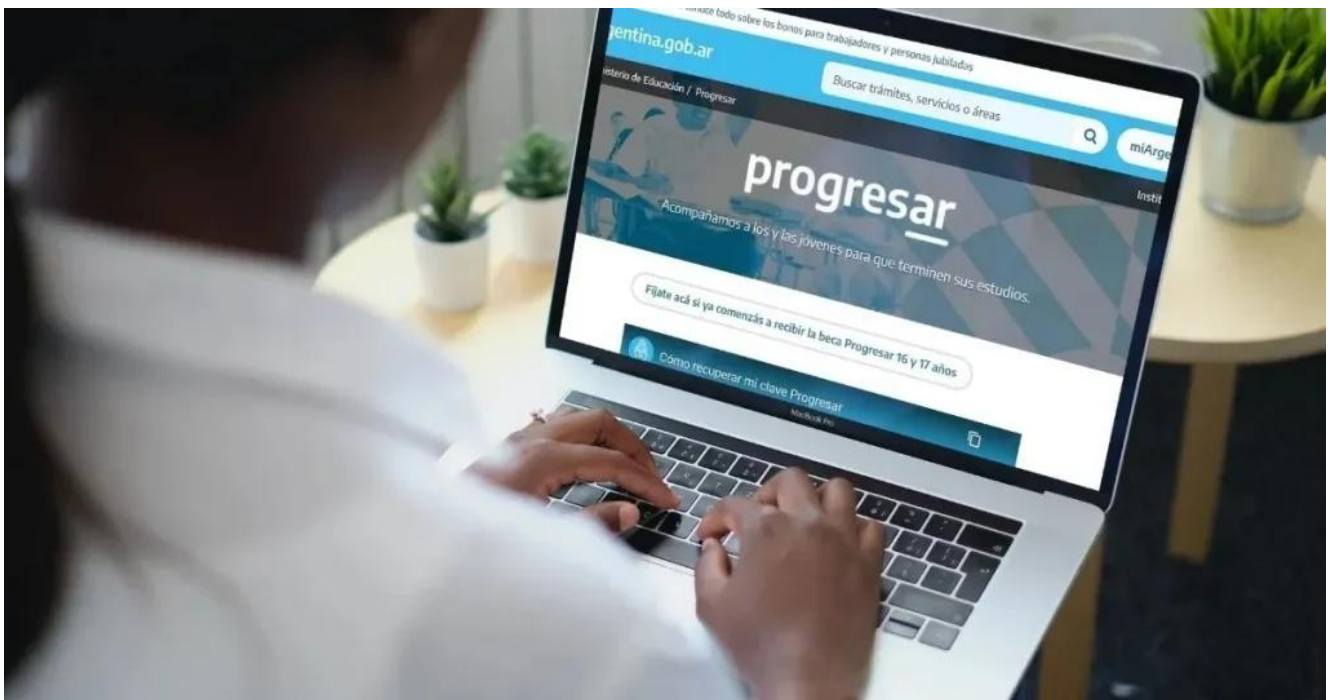 todo sobre los bonos para trabajadores y personas jubiladas
gentina.gob.ar
Buscar trámites, servicios o áreas
miArge
isterio de Educación / Progresar
Instit
progresar
Acompañamos a los y las jóvenes para que terminen sus estudios.
Fijate acá si ya comenzás a recibir la beca Progresar 16 y 17 años
Cómo recuperar mi clave Progresar
MacBook Pro